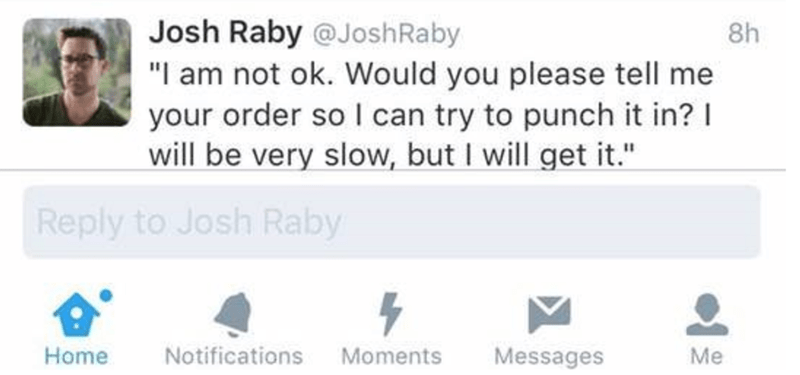 Josh Raby @JoshRaby 8h
"I am not ok. Would you please tell me
your order so I can try to punch it in? I
will be very slow, but I will get it."
Reply to Josh Raby
Home Notifications Moments Messages Me